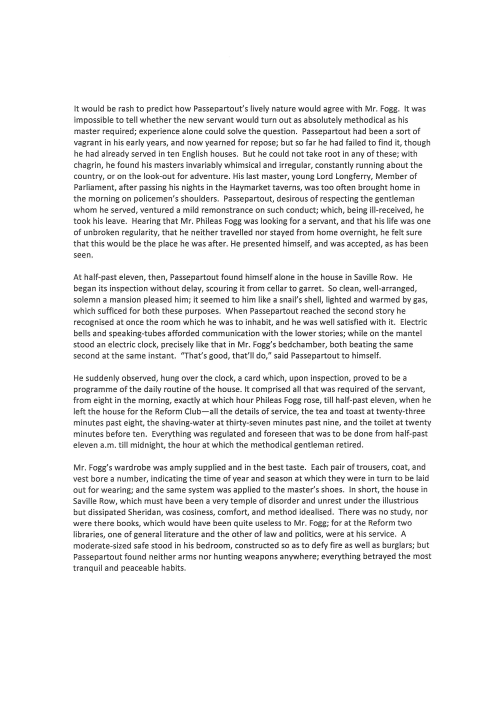 It would be rash to predict how Passepartout's lively nature would agree with Mr. Fogg.  It was
impossible to tell whether the new servant would turn out as absolutely methodical as his
master required; experience alone could solve the question.  Passepartout had been a sort of
vagrant in his early years, and now yearned for repose; but so far he had failed to find it, though
he had already served in ten English houses.  But he could not take root in any of these; with
chagrin, he found his masters invariably whimsical and irregular, constantly running about the
country, or on the look-out for adventure. His last master, young Lord Longferry, Member of
Parliament, after passing his nights in the Haymarket taverns, was too often brought home in
the morning on policemen's shoulders.  Passepartout, desirous of respecting the gentleman
whom he served, ventured a mild remonstrance on such conduct; which, being ill-received, he
took his leave.  Hearing that Mr. Phileas Fogg was looking for a servant, and that his life was one
of unbroken regularity, that he neither travelled nor stayed from home overnight, he felt sure
that this would be the place he was after. He presented himself, and was accepted, as has been
seen.

At half-past eleven, then, Passepartout found himself alone in the house in Saville Row.  He
began its inspection without delay, scouring it from cellar to garret.  So clean, well-arranged,
solemn a mansion pleased him; it seemed to him like a snail's shell, lighted and warmed by gas,
which sufficed for both these purposes.  When Passepartout reached the second story he
recognised at once the room which he was to inhabit, and he was well satisfied with it.  Electric
bells and speaking-tubes afforded communication with the lower stories; while on the mantel
stood an electric clock, precisely like that in Mr. Fogg's bedchamber, both beating the same
second at the same instant.  "That's good, that'll do," said Passepartout to himself.

He suddenly observed, hung over the clock, a card which, upon inspection, proved to be a
programme of the daily routine of the house. It comprised all that was required of the servant,
from eight in the morning, exactly at which hour Phileas Fogg rose, till half-past eleven, when he
left the house for the Reform Club—all the details of service, the tea and toast at twenty-three
minutes past eight, the shaving-water at thirty-seven minutes past nine, and the toilet at twenty
minutes before ten.  Everything was regulated and foreseen that was to be done from half-past
eleven a.m. till midnight, the hour at which the methodical gentleman retired.

Mr. Fogg's wardrobe was amply supplied and in the best taste.  Each pair of trousers, coat, and
vest bore a number, indicating the time of year and season at which they were in turn to be laid
out for wearing; and the same system was applied to the master's shoes.  In short, the house in
Saville Row, which must have been a very temple of disorder and unrest under the illustrious
but dissipated Sheridan, was cosiness, comfort, and method idealised.  There was no study, nor
were there books, which would have been quite useless to Mr. Fogg; for at the Reform two
libraries, one of general literature and the other of law and politics, were at his service.  A
moderate-sized safe stood in his bedroom, constructed so as to defy fire as well as burglars; but
Passepartout found neither arms nor hunting weapons anywhere; everything betrayed the most
tranquil and peaceable habits.